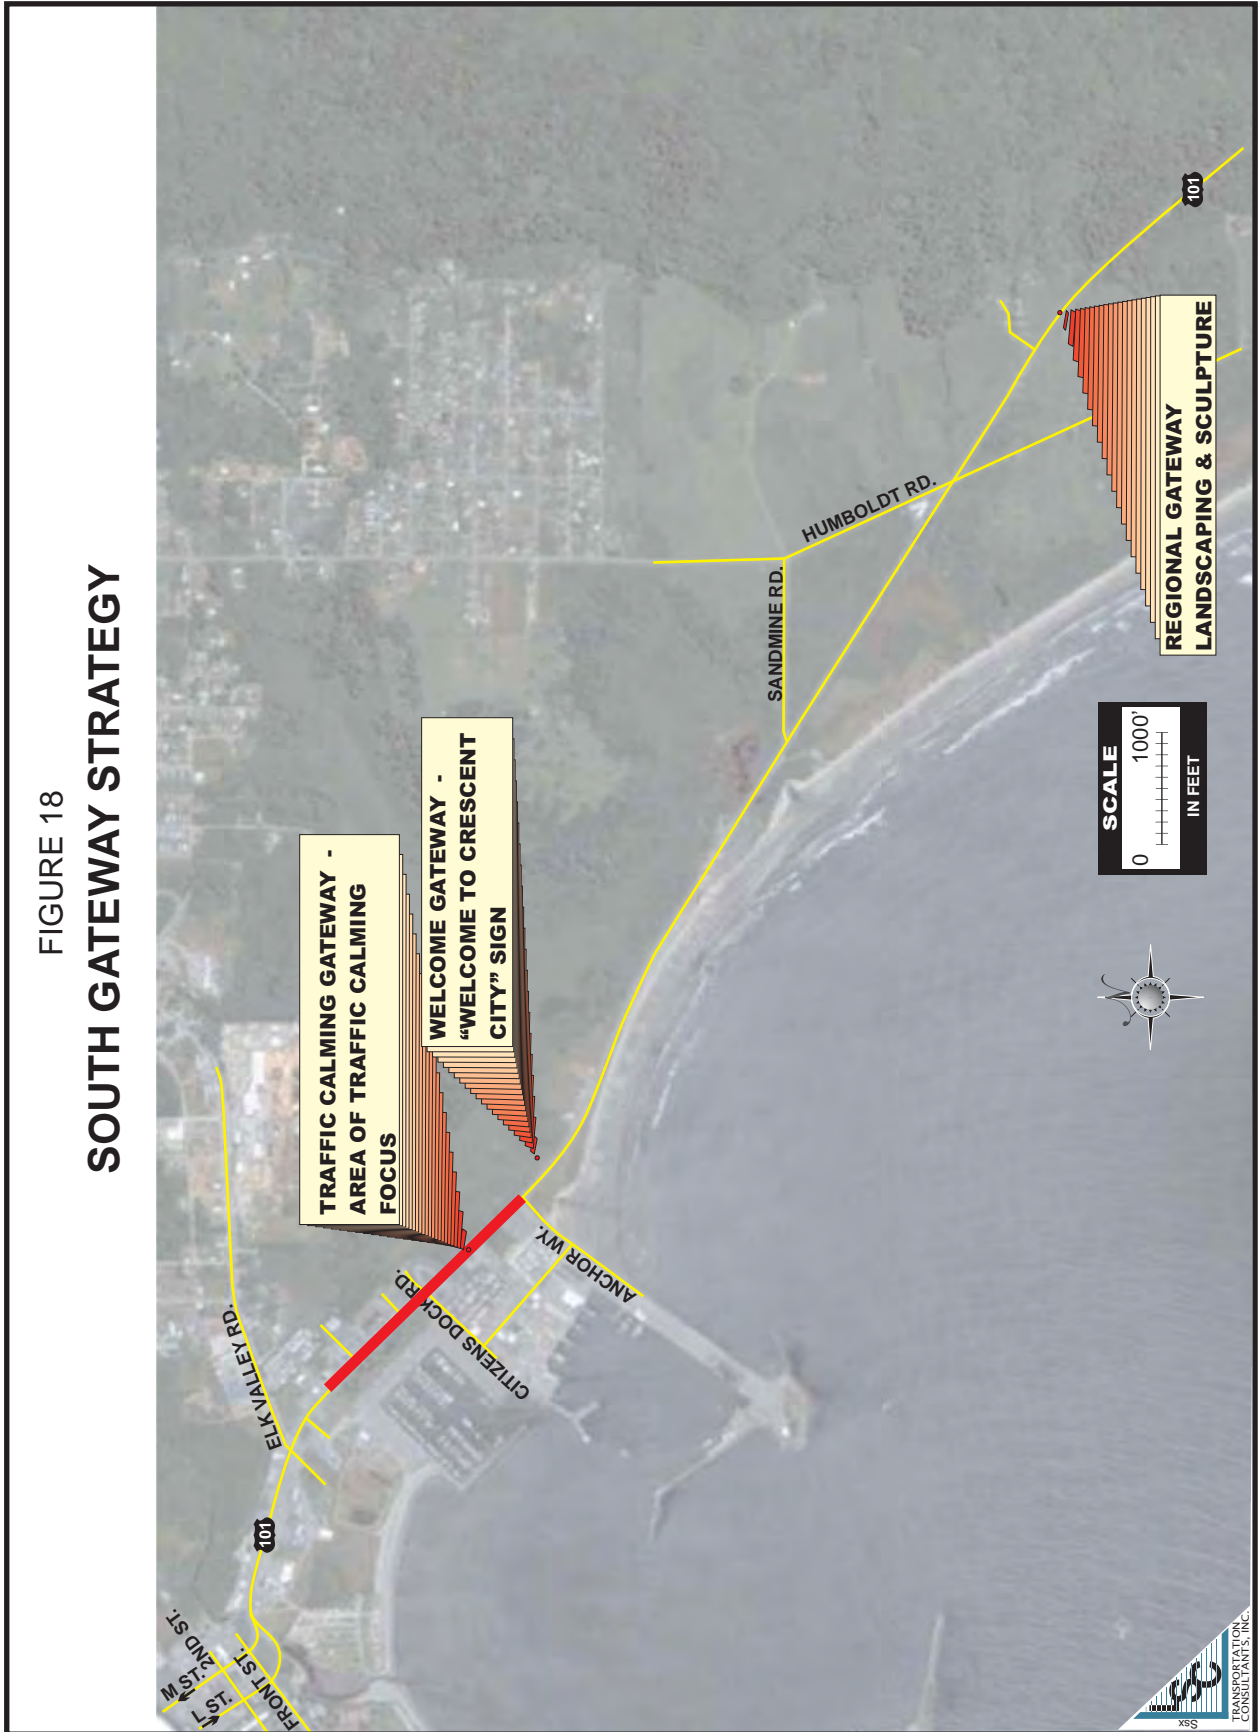 FIGURE 18
SOUTH GATEWAY STRATEGY
TRAFFIC CALMING GATEWAY -
AREA OF TRAFFIC CALMING
FOCUS
WELCOME GATEWAY -
“WELCOME TO CRESCENT
CITY” SIGN
M ST.
2ND ST.
L ST.
FRONT ST.
101
ELK VALLEY RD.
CITIZENS DOCK RD.
ANCHOR WY.
SANDMINE RD.
HUMBOLDT RD.
101
REGIONAL GATEWAY
LANDSCAPING & SCULPTURE
SCALE
0 1000'
IN FEET
LSC
TRANSPORTATION
CONSULTANTS, INC.
Ssx